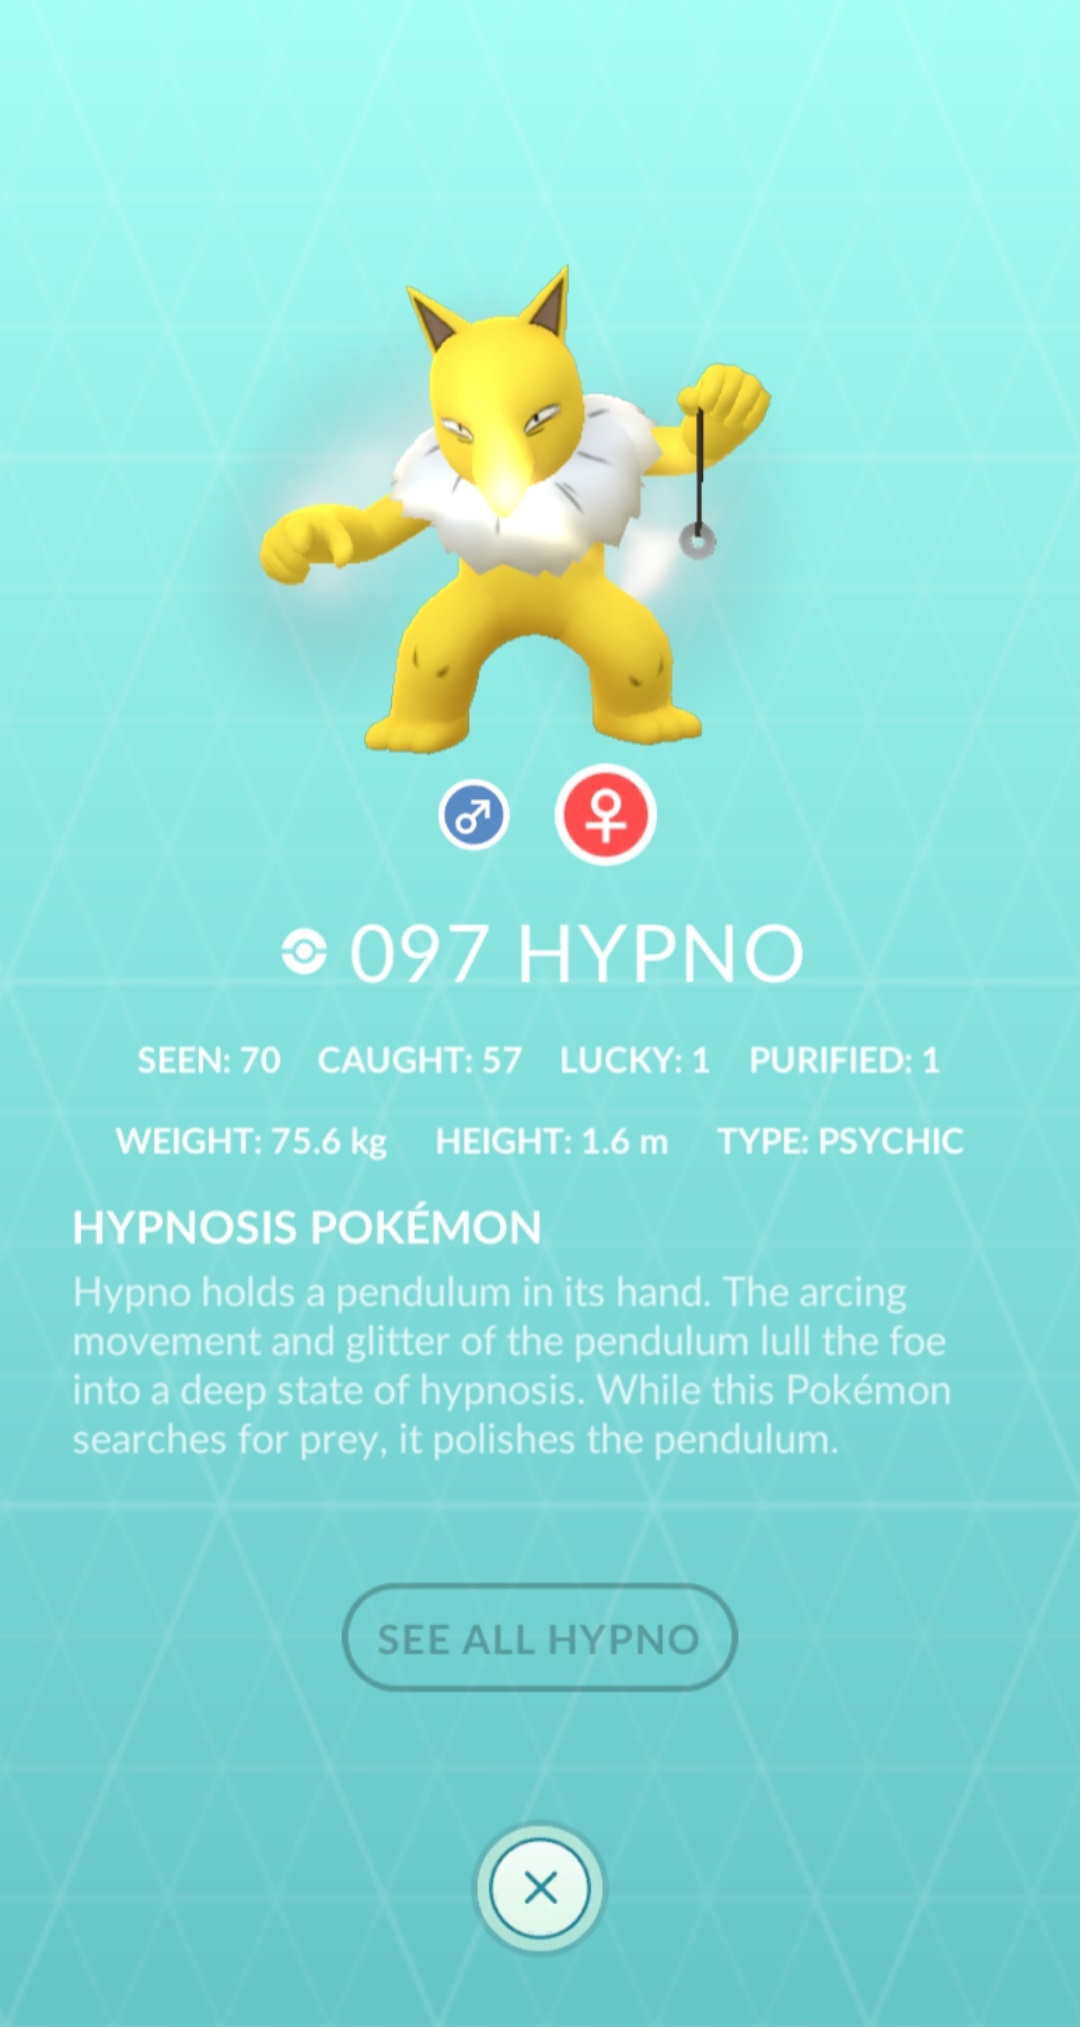 097 HYPNO
SEEN: 70 CAUGHT: 57 LUCKY: 1 PURIFIED: 1
WEIGHT: 75.6 kg HEIGHT: 1.6 m TYPE: PSYCHIC
HYPNOSIS POKÉMON
Hypno holds a pendulum in its hand. The arcing
movement and glitter of the pendulum lull the foe
into a deep state of hypnosis. While this Pokémon
searches for prey, it polishes the pendulum.
SEE ALL HYPNO